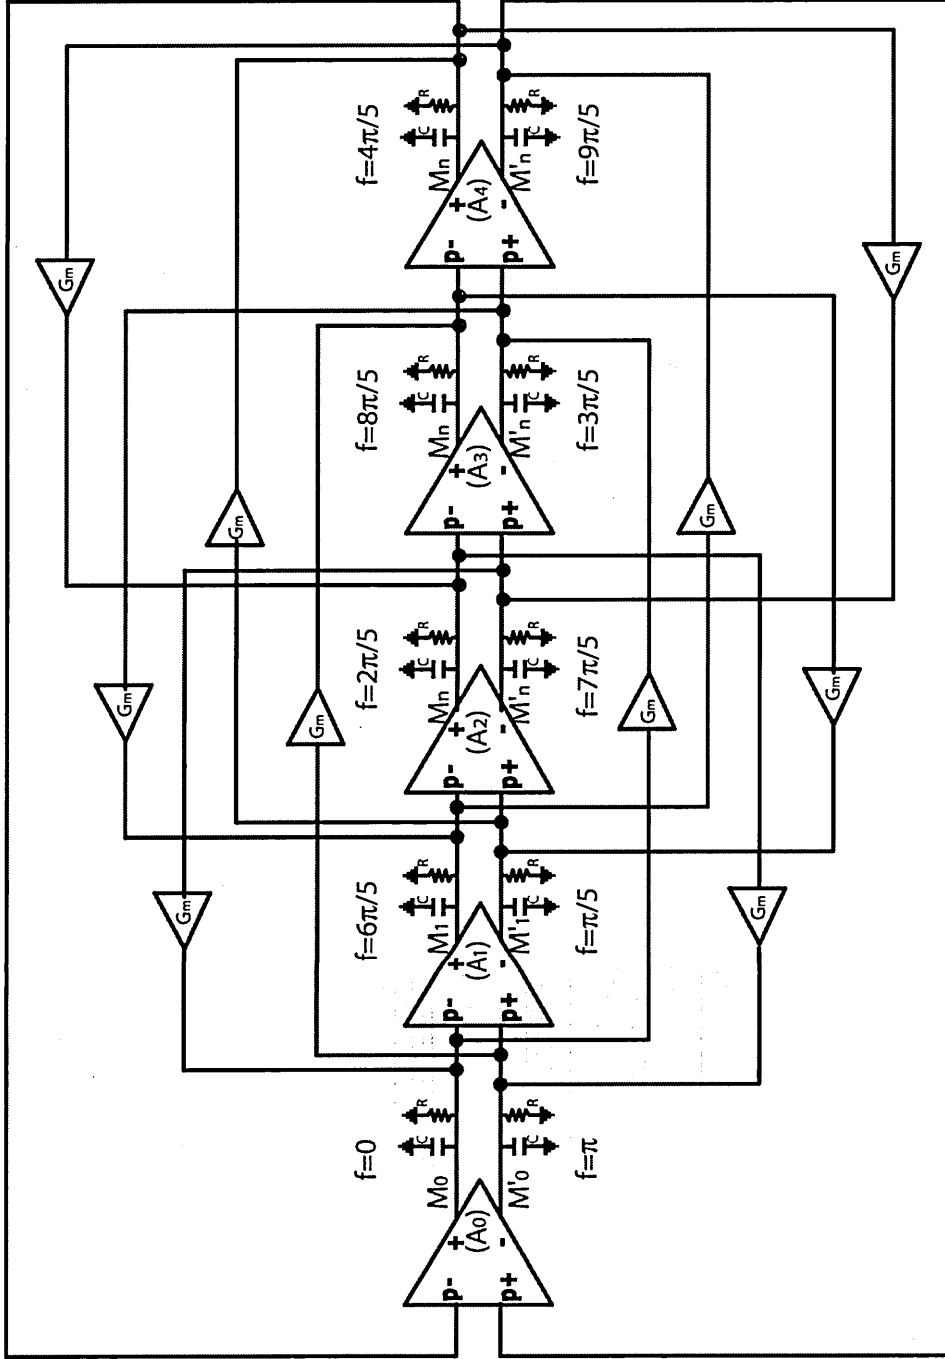 f=4π/5
R
C
Mn
M'n
C
R
f=9π/5
+
(A4)
-
p-
p+
Gm
Gm
Gm
f=8π/5
R
C
Mn
M'n
C
R
f=3π/5
+
(A3)
-
p-
p+
Gm
Gm
f=2π/5
R
C
Mn
M'n
C
R
f=7π/5
+
(A2)
-
p-
p+
Gm
Gm
Gm
Gm
f=6π/5
R
C
M1
M'1
C
R
f=π/5
+
(A1)
-
p-
p+
Gm
Gm
Gm
f=0
R
C
M0
M'0
C
R
f=π
+
(A0)
-
p-
p+